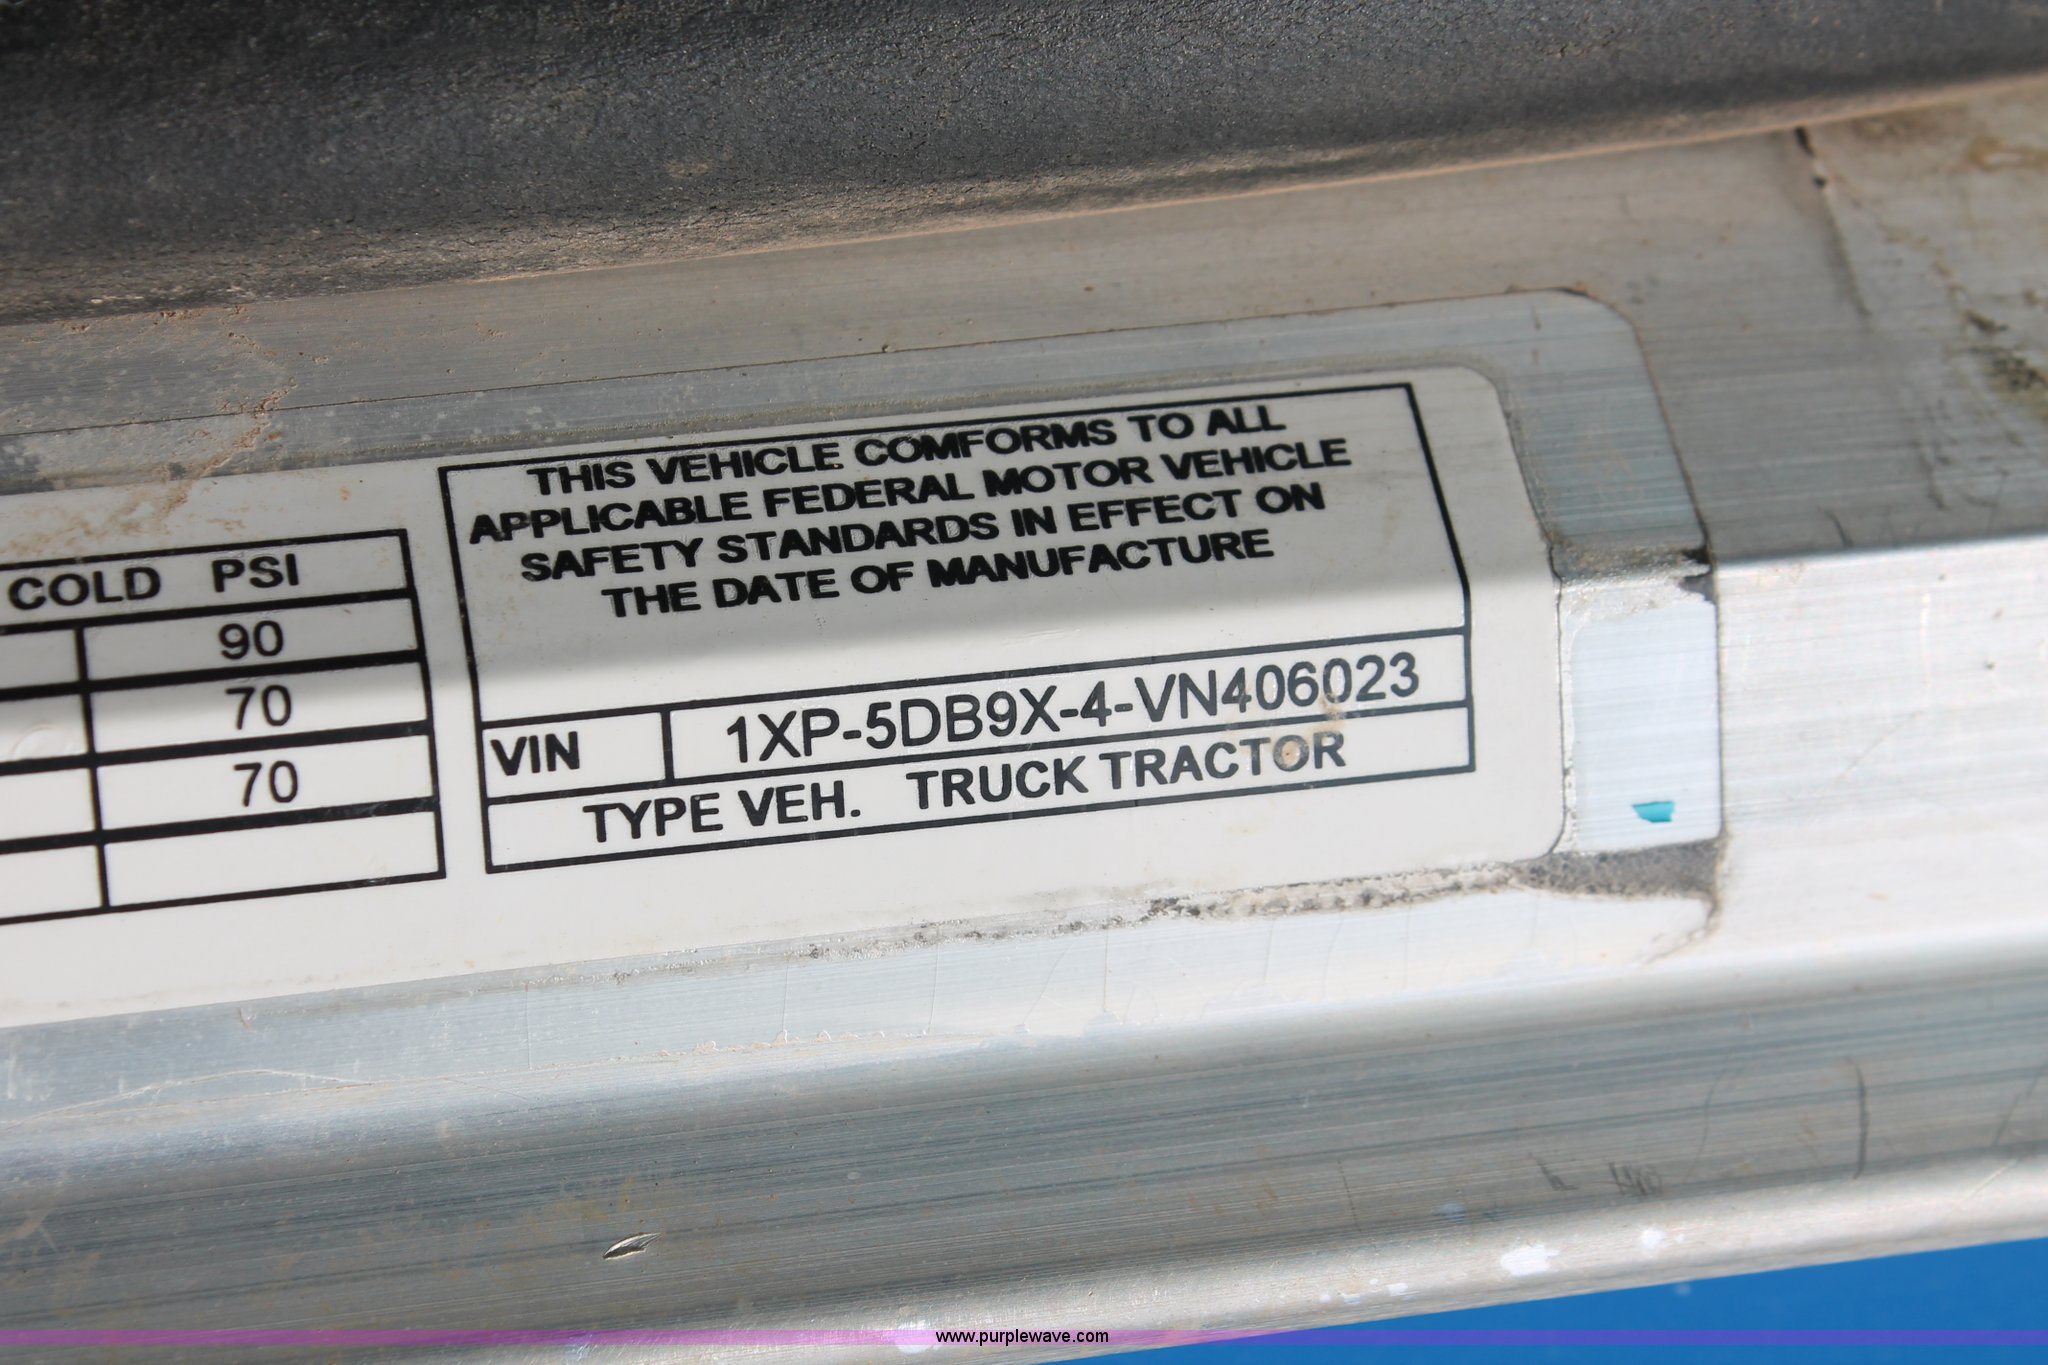 COLD PSI
90
70
70
THIS VEHICLE COMFORMS TO ALL
APPLICABLE FEDERAL MOTOR VEHICLE
SAFETY STANDARDS IN EFFECT ON
THE DATE OF MANUFACTURE
VIN 1XP-5DB9X-4-VN406023
TYPE VEH. TRUCK TRACTOR
www.purplewave.com